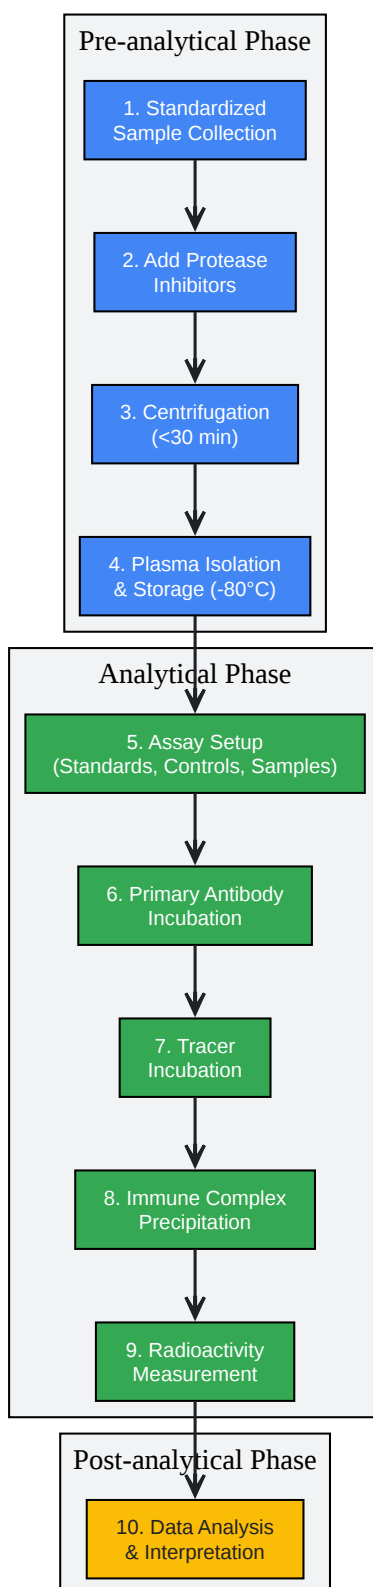 Pre-analytical Phase
1. Standardized
Sample Collection
2. Add Protease
Inhibitors
3. Centrifugation
(<30 min)
4. Plasma Isolation
& Storage (-80°C)
Analytical Phase
5. Assay Setup
(Standards, Controls, Samples)
6. Primary Antibody
Incubation
7. Tracer
Incubation
8. Immune Complex
Precipitation
9. Radioactivity
Measurement
Post-analytical Phase
10. Data Analysis
& Interpretation